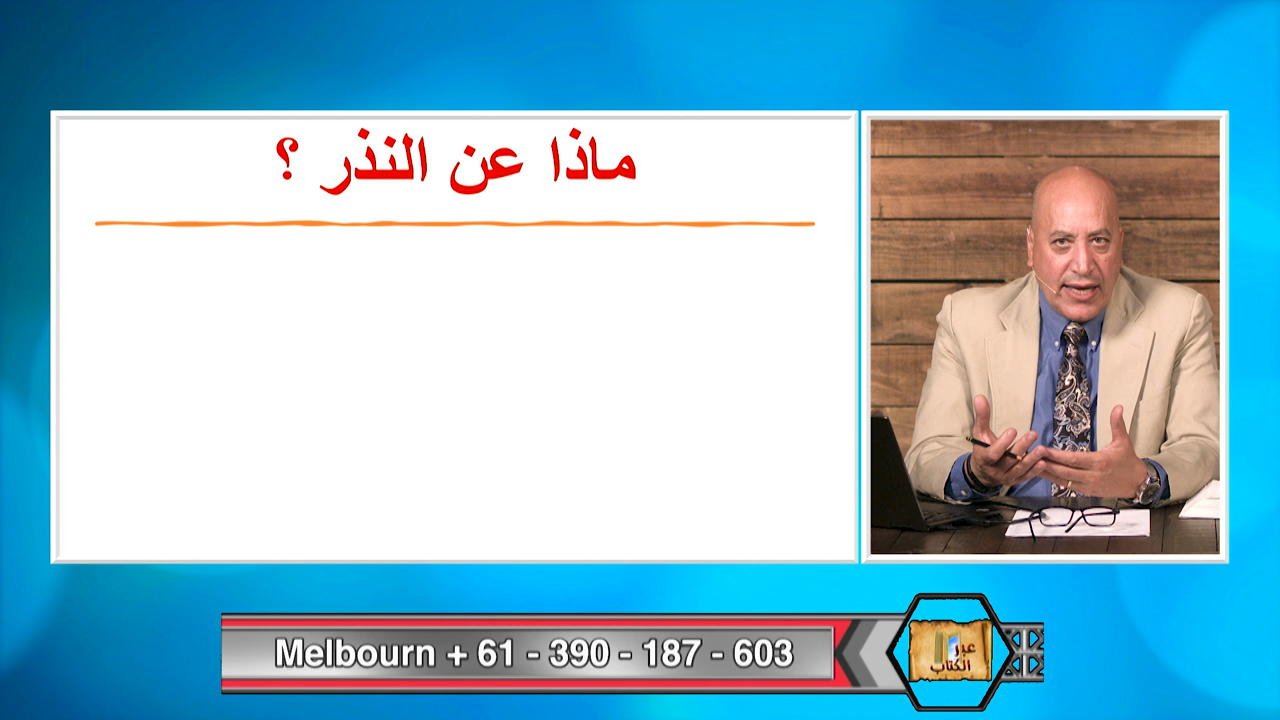 ماذا عن النذر ؟
Melbourn + 61 - 390 - 187 - 603
عبر
الكتاب